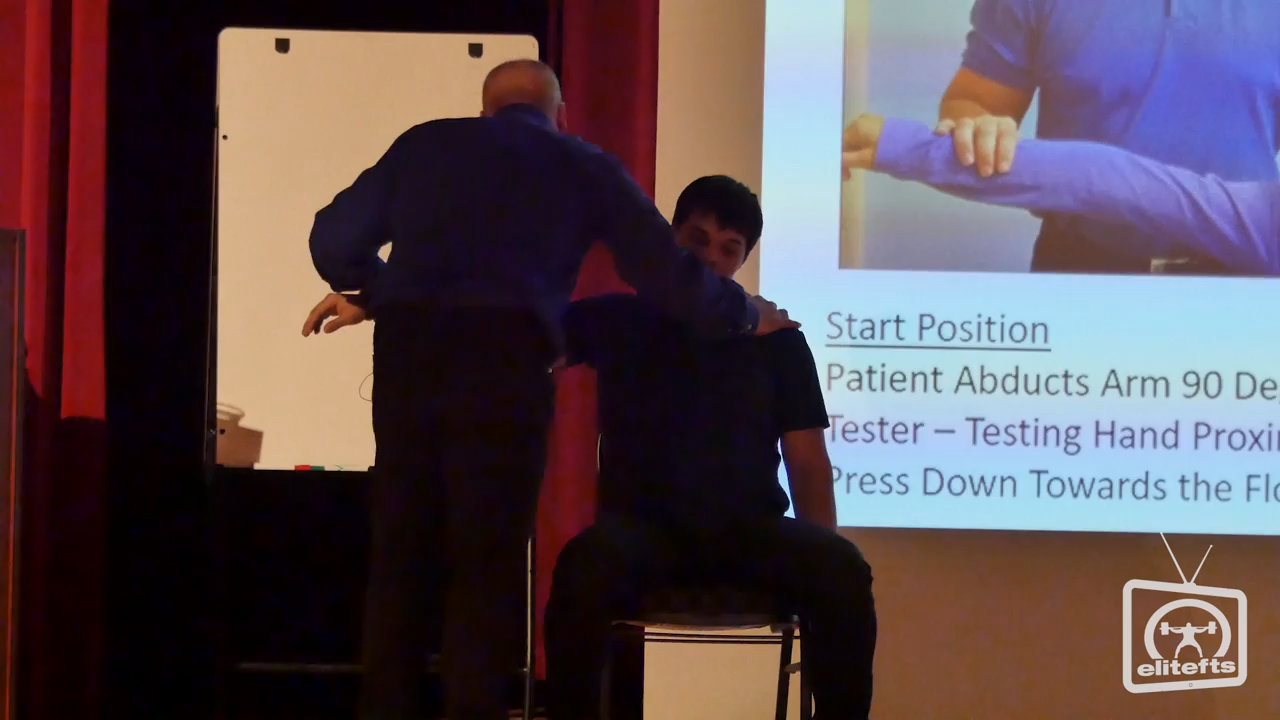 Start Position
Patient Abducts Arm 90
Tester – Testing Hand
Press Down Towards the
elitefts